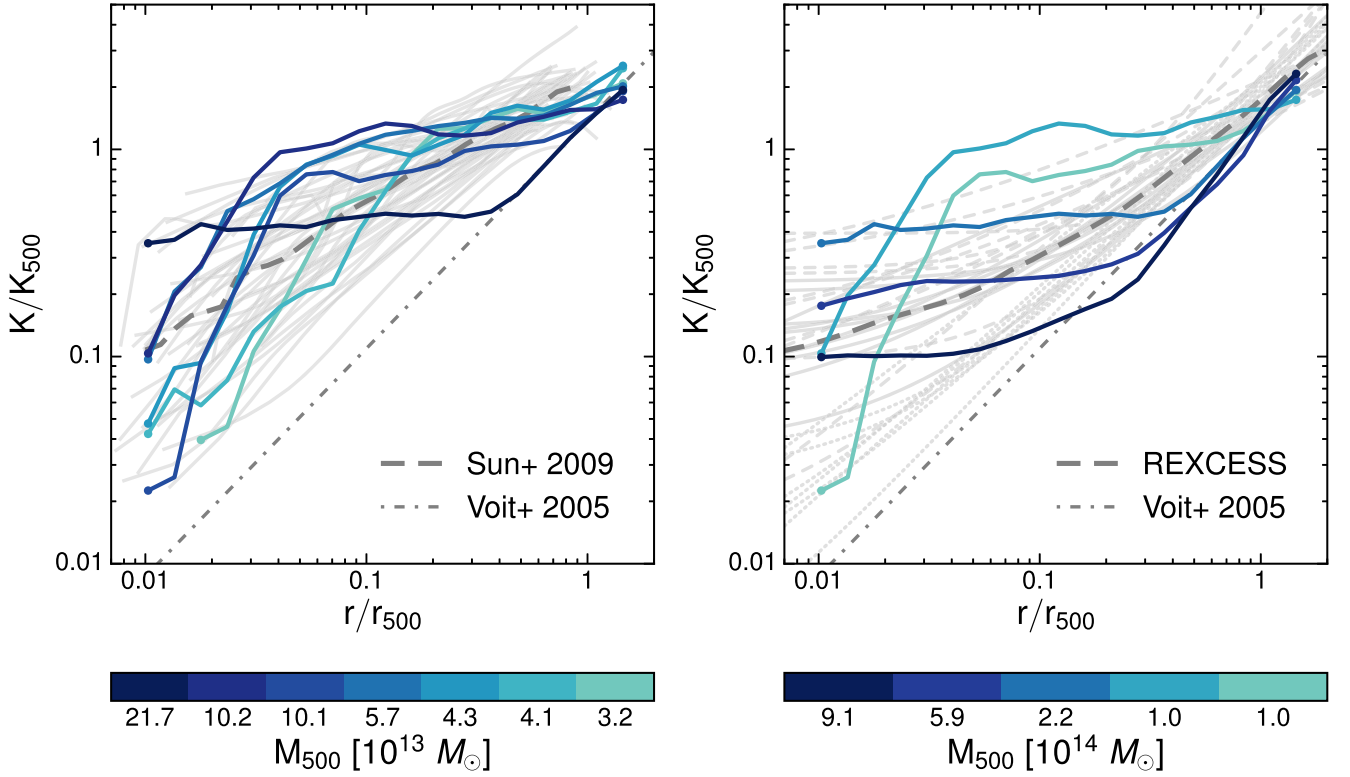 K/K500
1
0.1
0.01
0.01
0.1
1
r/r500
Sun+ 2009
Voit+ 2005
21.7 10.2 10.1 5.7 4.3 4.1 3.2
M500 [10^13 M⊙]
K/K500
1
0.1
0.01
0.01
0.1
1
r/r500
REXCESS
Voit+ 2005
9.1 5.9 2.2 1.0 1.0
M500 [10^14 M⊙]